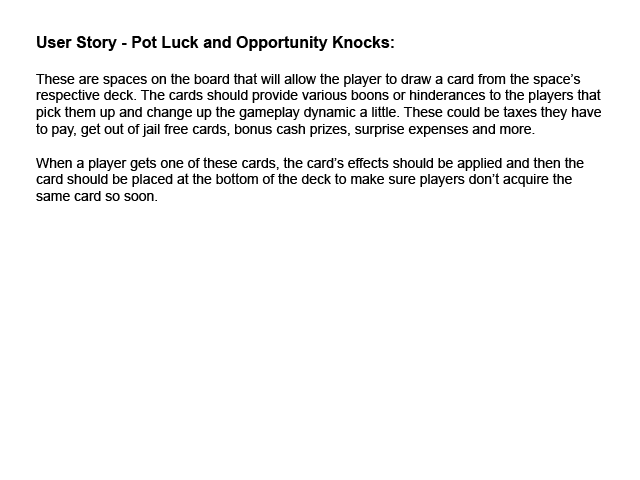 User Story - Pot Luck and Opportunity Knocks:
These are spaces on the board that will allow the player to draw a card from the space’s
respective deck. The cards should provide various boons or hinderances to the players that
pick them up and change up the gameplay dynamic a little. These could be taxes they have
to pay, get out of jail free cards, bonus cash prizes, surprise expenses and more.
When a player gets one of these cards, the card’s effects should be applied and then the
card should be placed at the bottom of the deck to make sure players don’t acquire the
same card so soon.